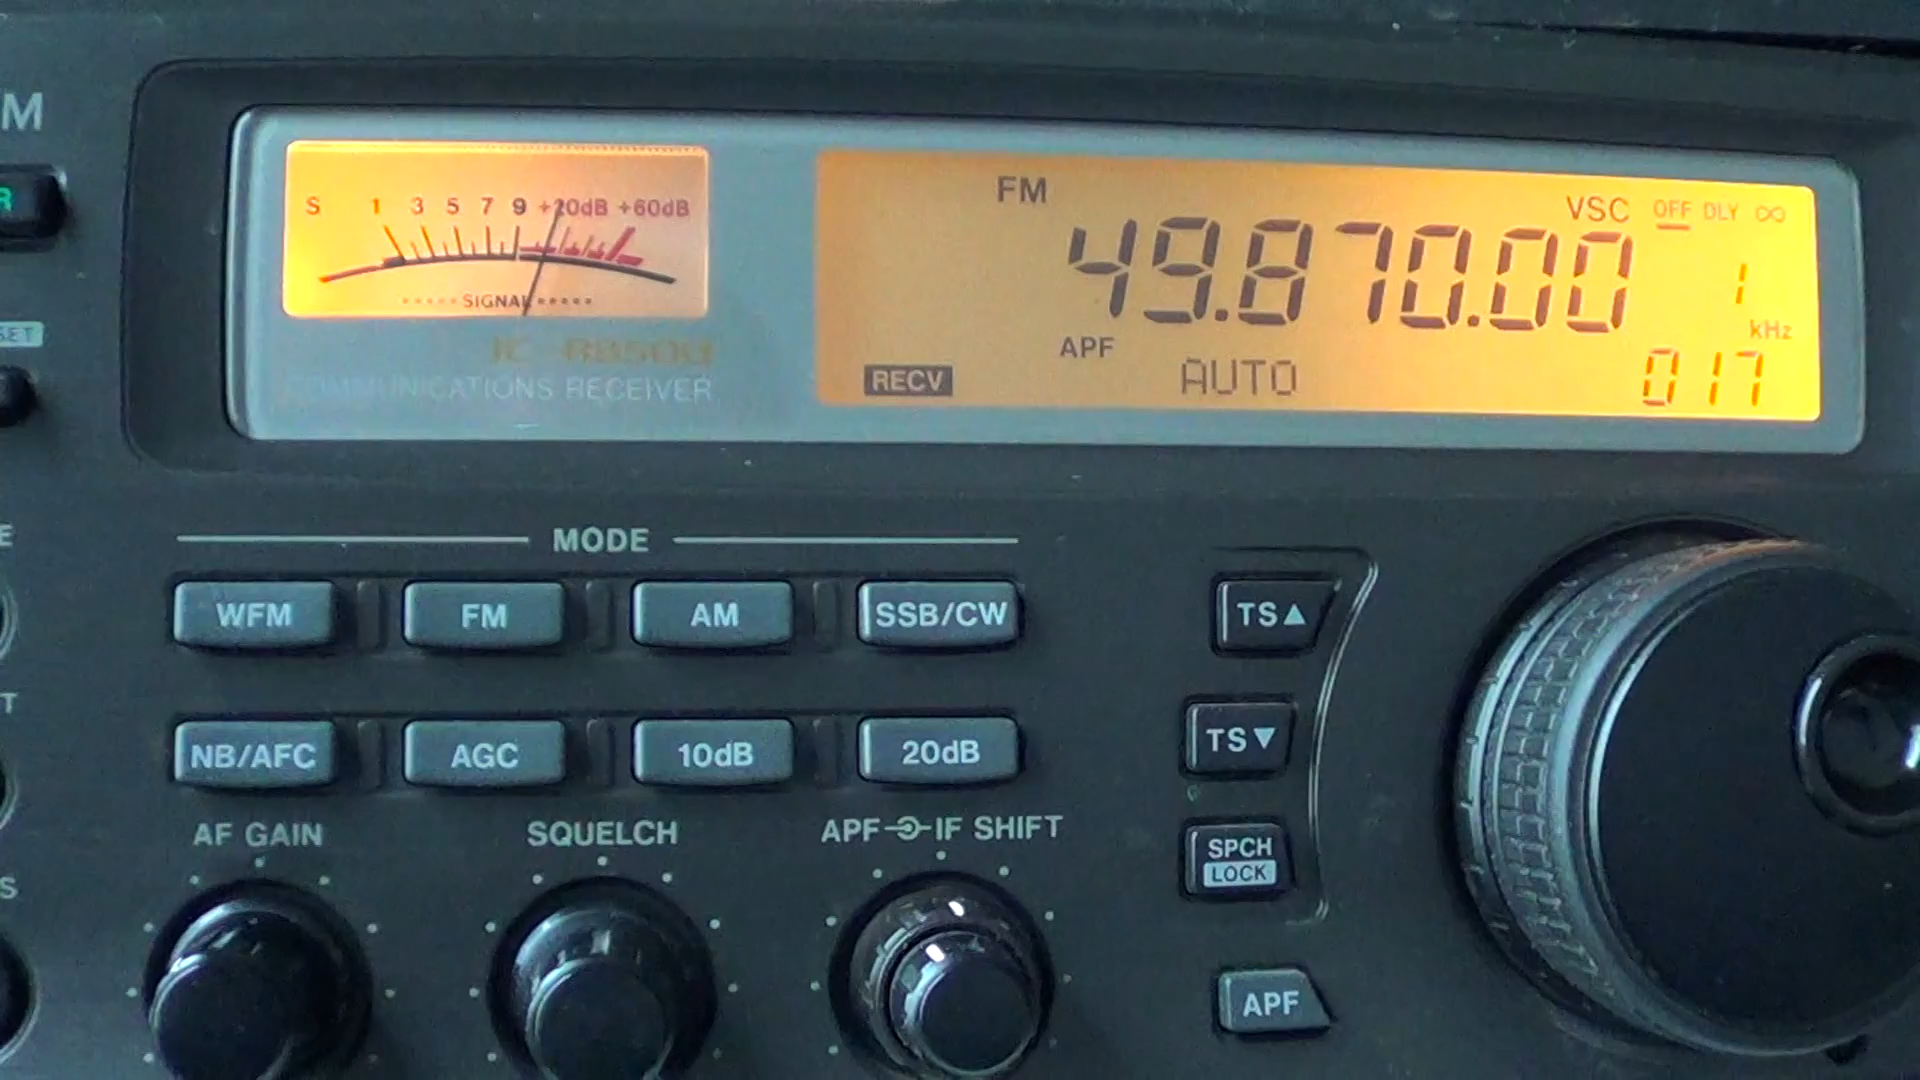 M
R
S 1 3 5 7 9 +20dB +60dB
SIGNAL
IC-R8500
COMMUNICATIONS RECEIVER
FM
VSC OFF DLY ∞
49.870.00 1
kHz
APF
RECV AUTO 017
SET
E
T
S
MODE
WFM FM AM SSB/CW
NB/AFC AGC 10dB 20dB
AF GAIN SQUELCH APF IF SHIFT
TS▲
TS▼
SPCH
LOCK
APF